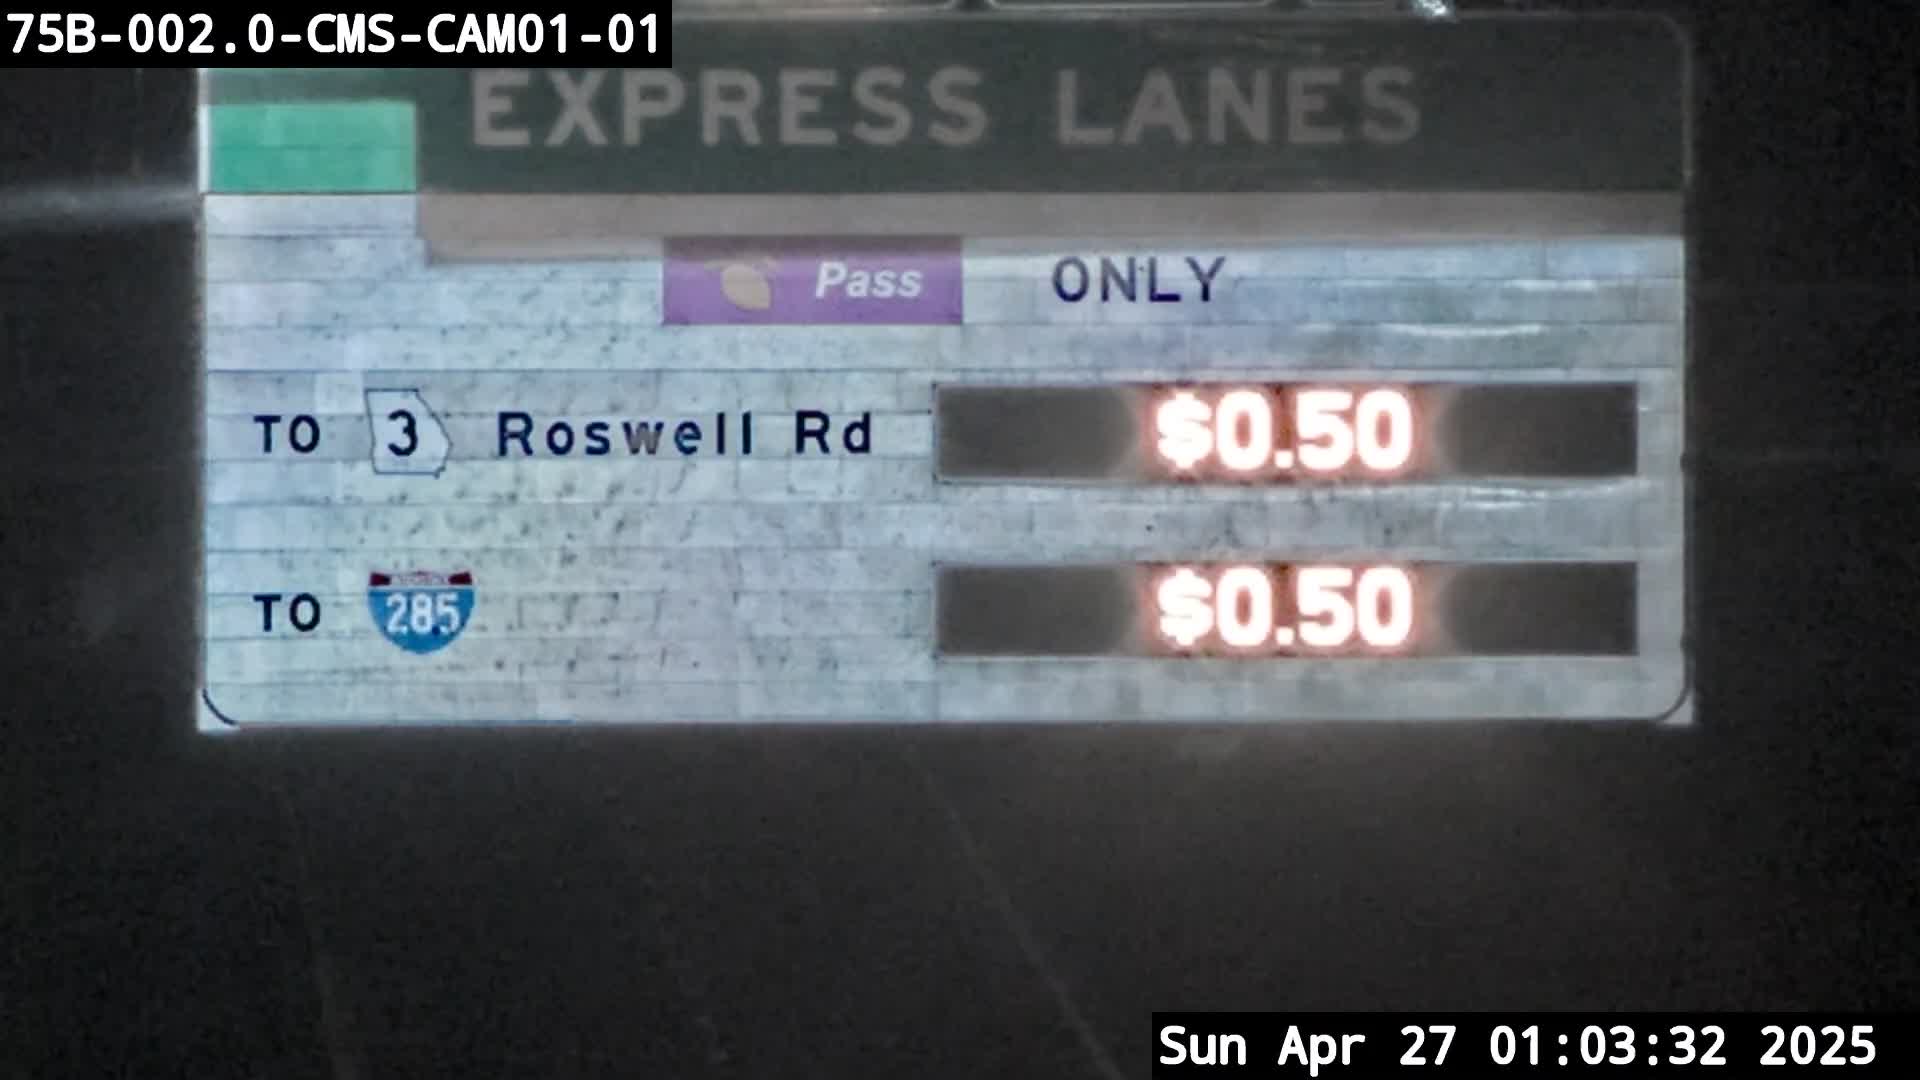 75B-002.0-CMS-CAM01-01
EXPRESS LANES
Pass ONLY
TO 3 Roswell Rd $0.50
TO 285 $0.50
Sun Apr 27 01:03:32 2025